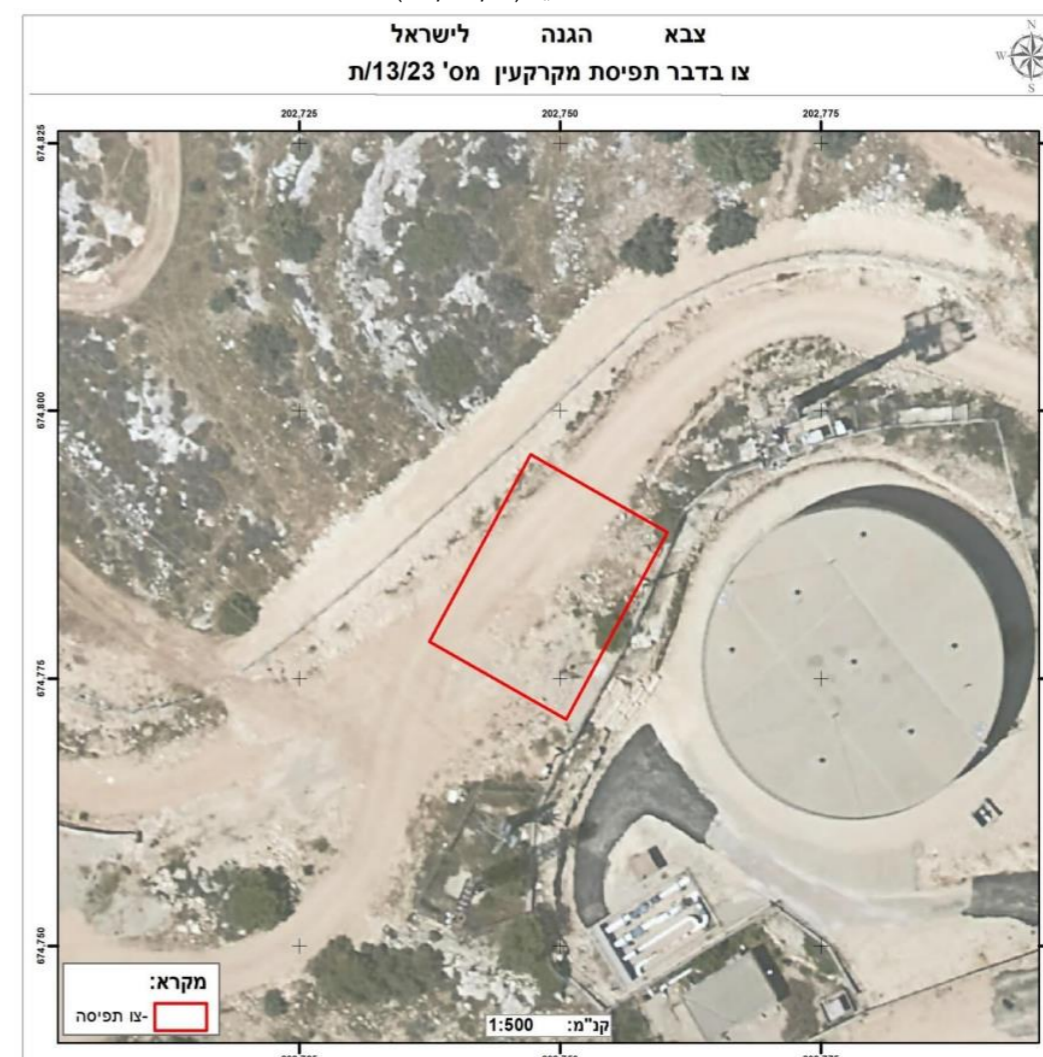 צבא הגנה לישראל
צו בדבר תפיסת מקרקעין מס' 13/23/ת
N
W
S
202,725 202,750 202,775
674,825
674,800
674,775
674,750
מקרא:
-צו תפיסה
קנ"מ: 1:500